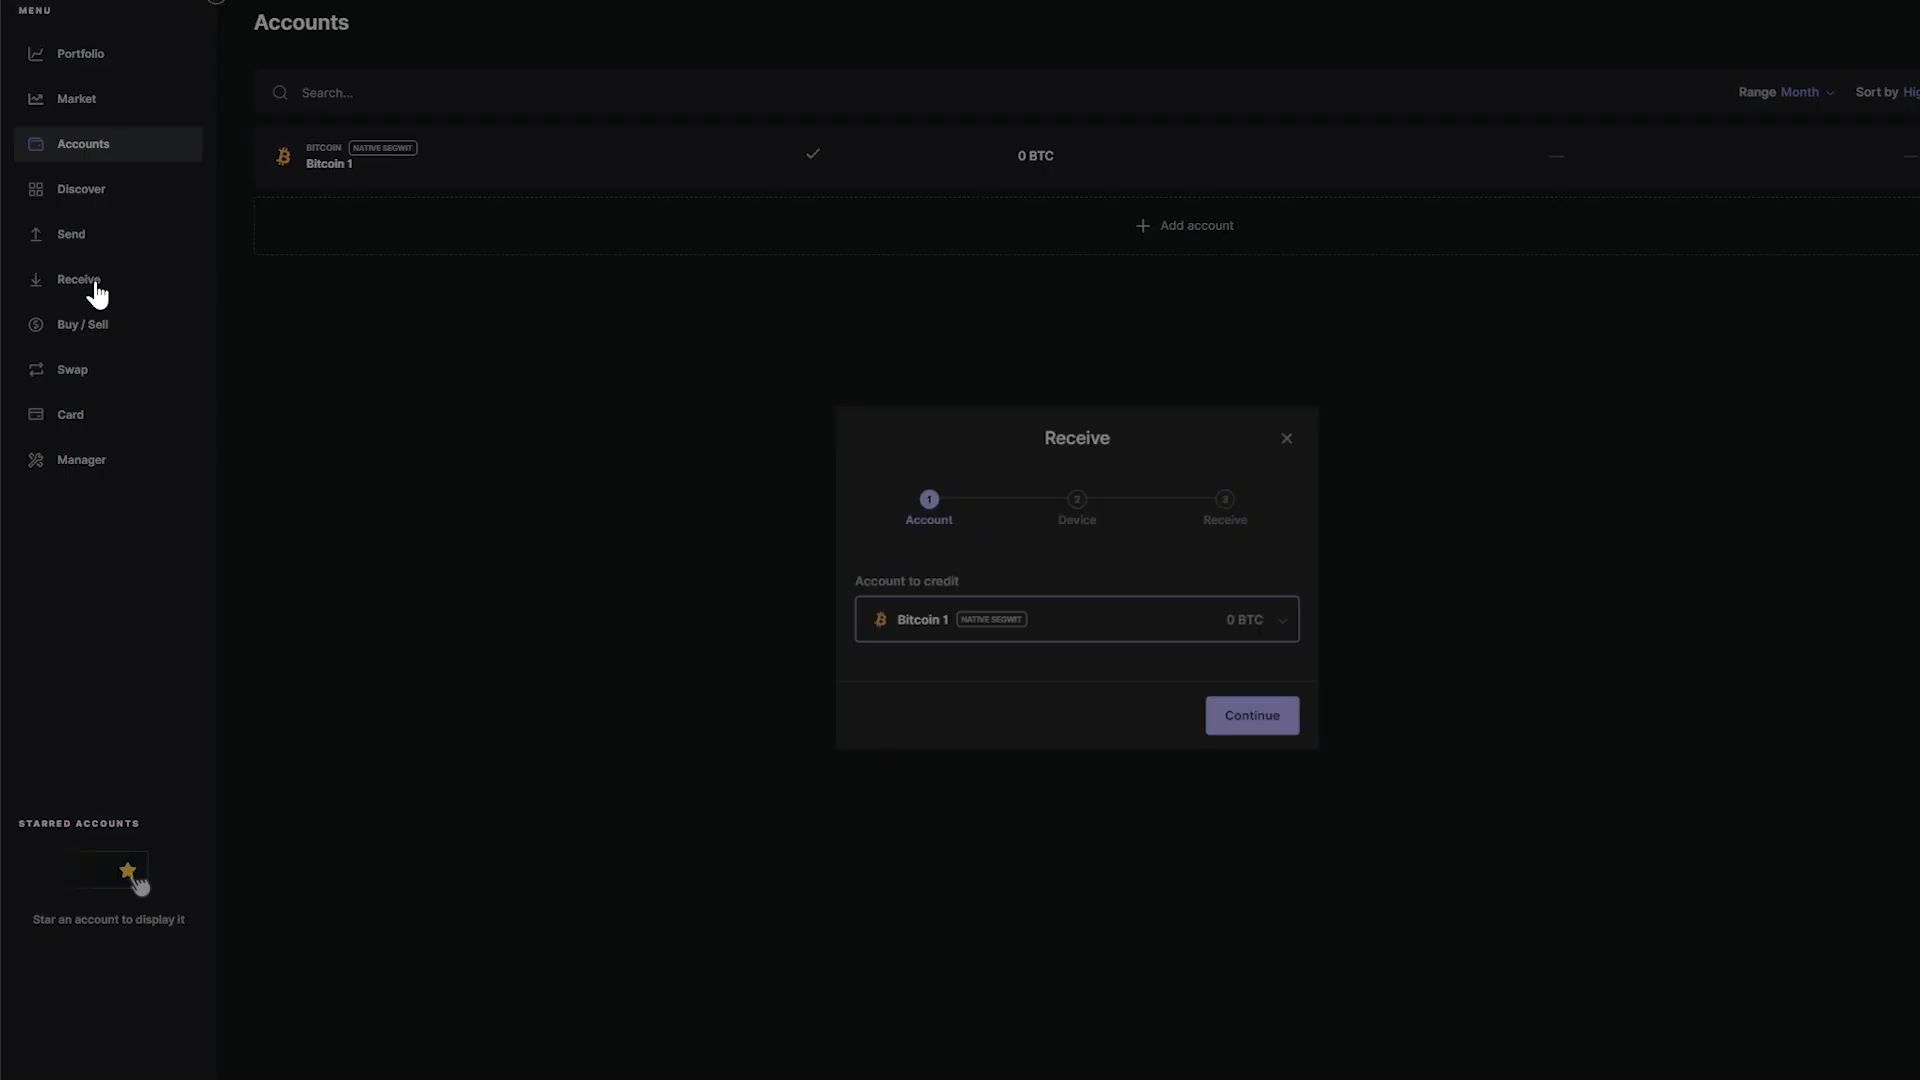 MENU
Accounts
Portfolio
Search...
Range Month
Sort by
Market
Accounts
BITCOIN NATIVE SEGWIT
Bitcoin 1
0 BTC
Discover
Add account
Send
Receive
Buy / Sell
Swap
Card
Manager
Receive
1
2
3
Account
Device
Receive
Account to credit
Bitcoin 1 NATIVE SEGWIT 0 BTC
Continue
STARRED ACCOUNTS
Star an account to display it